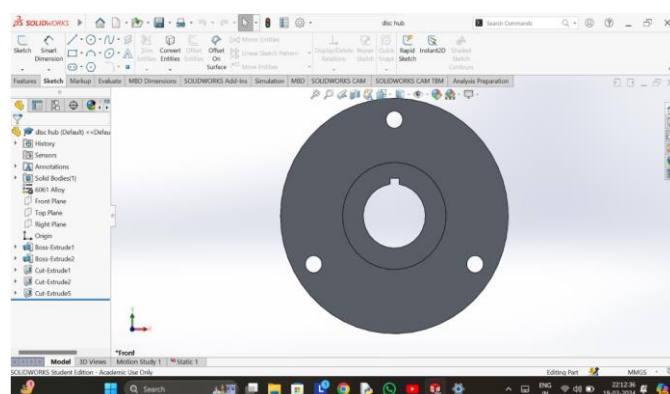 SOLIDWORKS
disc hub
Search Commands
Sketch
Smart Dimension
Trim Entities
Convert Entities
Offset Entities
Offset On Surface
Mirror Entities
Linear Sketch Pattern
Move Entities
Display/Delete Relations
Repair Sketch
Quick Snaps
Rapid Sketch
Instant2D
Shaded Sketch Contours
Features Sketch Markup Evaluate MBD Dimensions SOLIDWORKS Add-Ins Simulation MBD SOLIDWORKS CAM SOLIDWORKS CAM TBM Analysis Preparation
disc hub (Default) <<Defau
History
Sensors
Annotations
Solid Bodies(1)
6061 Alloy
Front Plane
Top Plane
Right Plane
Origin
Boss-Extrude1
Boss-Extrude2
Cut-Extrude1
Cut-Extrude2
Cut-Extrude5
*Front
Model 3D Views Motion Study 1 Static 1
SOLIDWORKS Student Edition - Academic Use Only
Editing Part
MMGS
Search
ENG
IN
22:12:36
19-03-2024